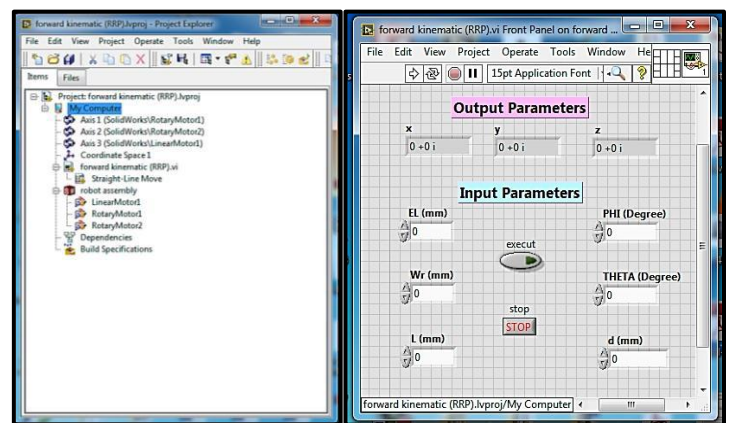 forward kinematic (RRP).lvproj - Project Explorer
File Edit View Project Operate Tools Window Help
Items Files
Project: forward kinematic (RRP).lvproj
My Computer
Axis 1 (SolidWorks\RotaryMotor1)
Axis 2 (SolidWorks\RotaryMotor2)
Axis 3 (SolidWorks\LinearMotor1)
Coordinate Space 1
forward kinematic (RRP).vi
Straight-Line Move
robot assembly
LinearMotor1
RotaryMotor1
RotaryMotor2
Dependencies
Build Specifications
forward kinematic (RRP).vi Front Panel on forward ...
File Edit View Project Operate Tools Window He
15pt Application Font
1
Output Parameters
x y z
0 +0 i 0 +0 i 0 +0 i
Input Parameters
EL (mm) PHI (Degree)
0 0
execut
Wr (mm) THETA (Degree)
0 0
stop
STOP
L (mm) d (mm)
0 0
forward kinematic (RRP).lvproj/My Computer